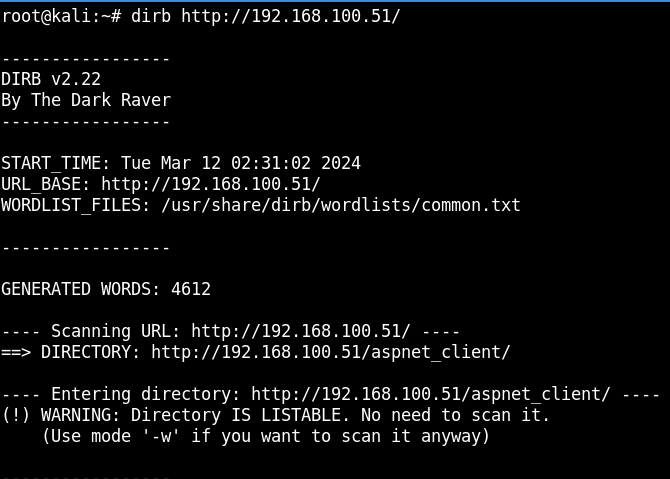 root@kali:~# dirb http://192.168.100.51/
-----------------
DIRB v2.22
By The Dark Raver
-----------------
START_TIME: Tue Mar 12 02:31:02 2024
URL_BASE: http://192.168.100.51/
WORDLIST_FILES: /usr/share/dirb/wordlists/common.txt
-----------------
GENERATED WORDS: 4612
---- Scanning URL: http://192.168.100.51/ ----
==> DIRECTORY: http://192.168.100.51/aspnet_client/
---- Entering directory: http://192.168.100.51/aspnet_client/ ----
(!) WARNING: Directory IS LISTABLE. No need to scan it.
    (Use mode '-w' if you want to scan it anyway)
-----------------